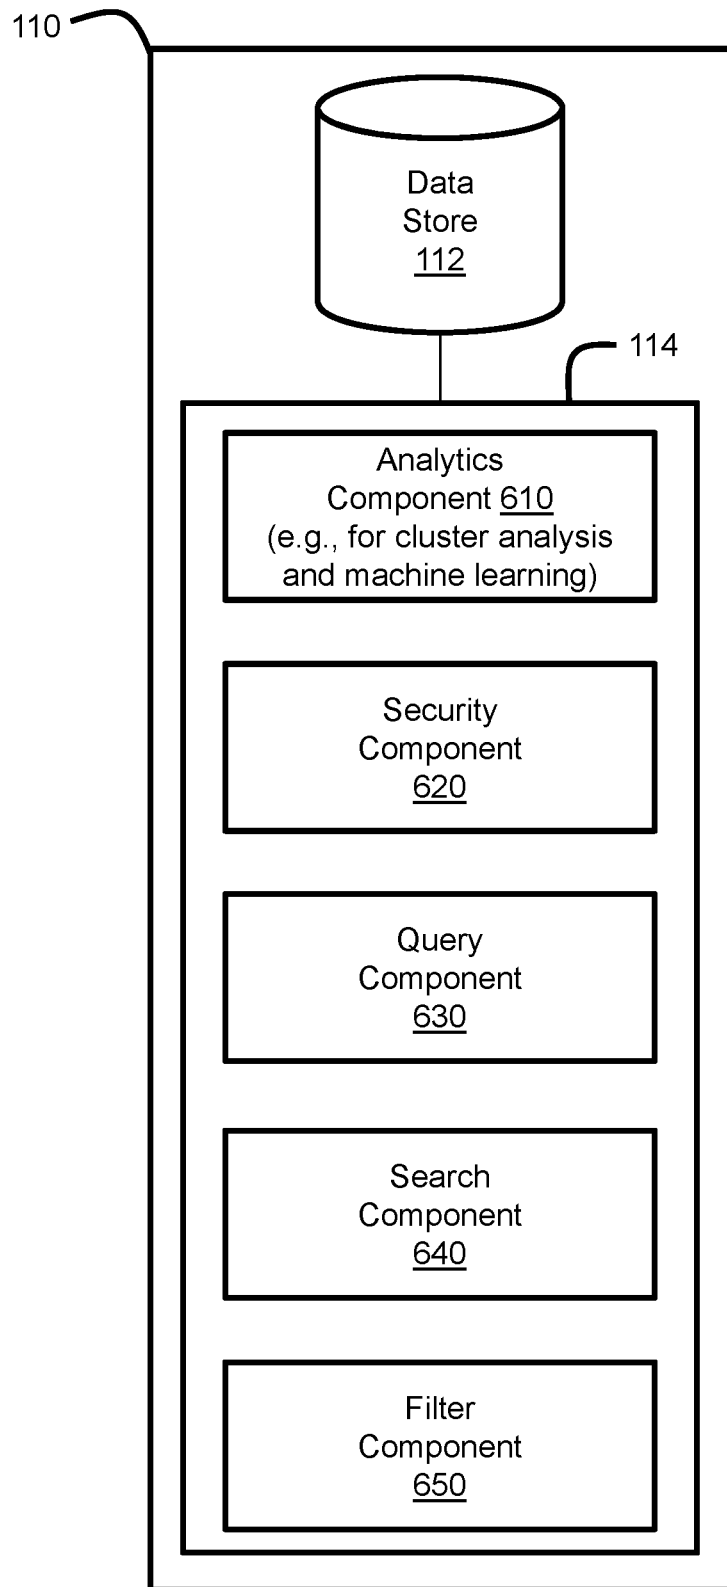 110
Data
Store
112
114
Analytics
Component 610
(e.g., for cluster analysis
and machine learning)
Security
Component
620
Query
Component
630
Search
Component
640
Filter
Component
650